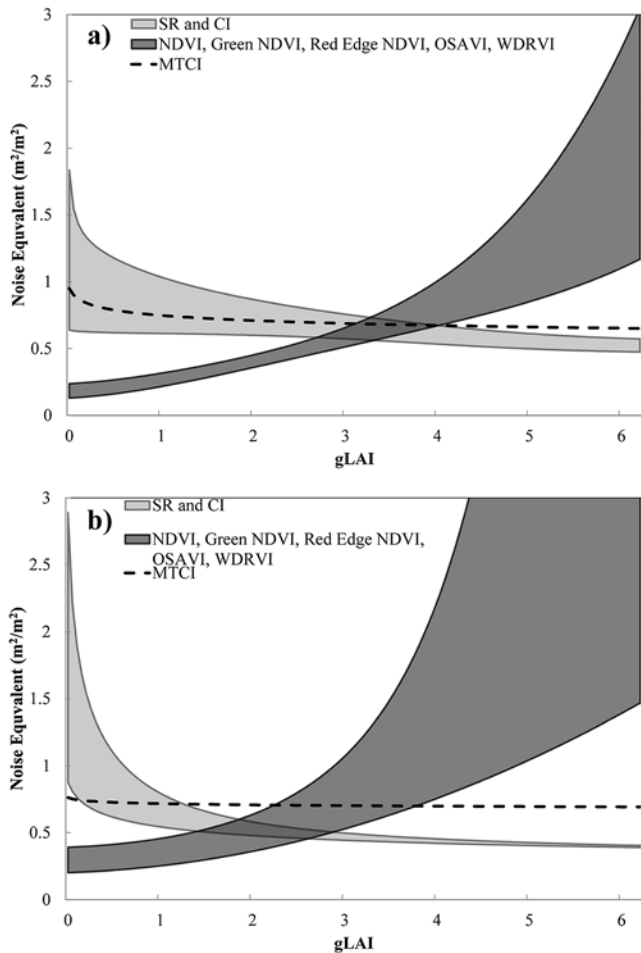 a)
SR and CI
NDVI, Green NDVI, Red Edge NDVI, OSAVI, WDRVI
MTCI
Noise Equvalent (m²/m²)
3
2.5
2
1.5
1
0.5
0
0 1 2 3 4 5 6
gLAI
b)
SR and CI
NDVI, Green NDVI, Red Edge NDVI,
OSAVI, WDRVI
MTCI
Noise Equvalent (m²/m²)
3
2.5
2
1.5
1
0.5
0
0 1 2 3 4 5 6
gLAI